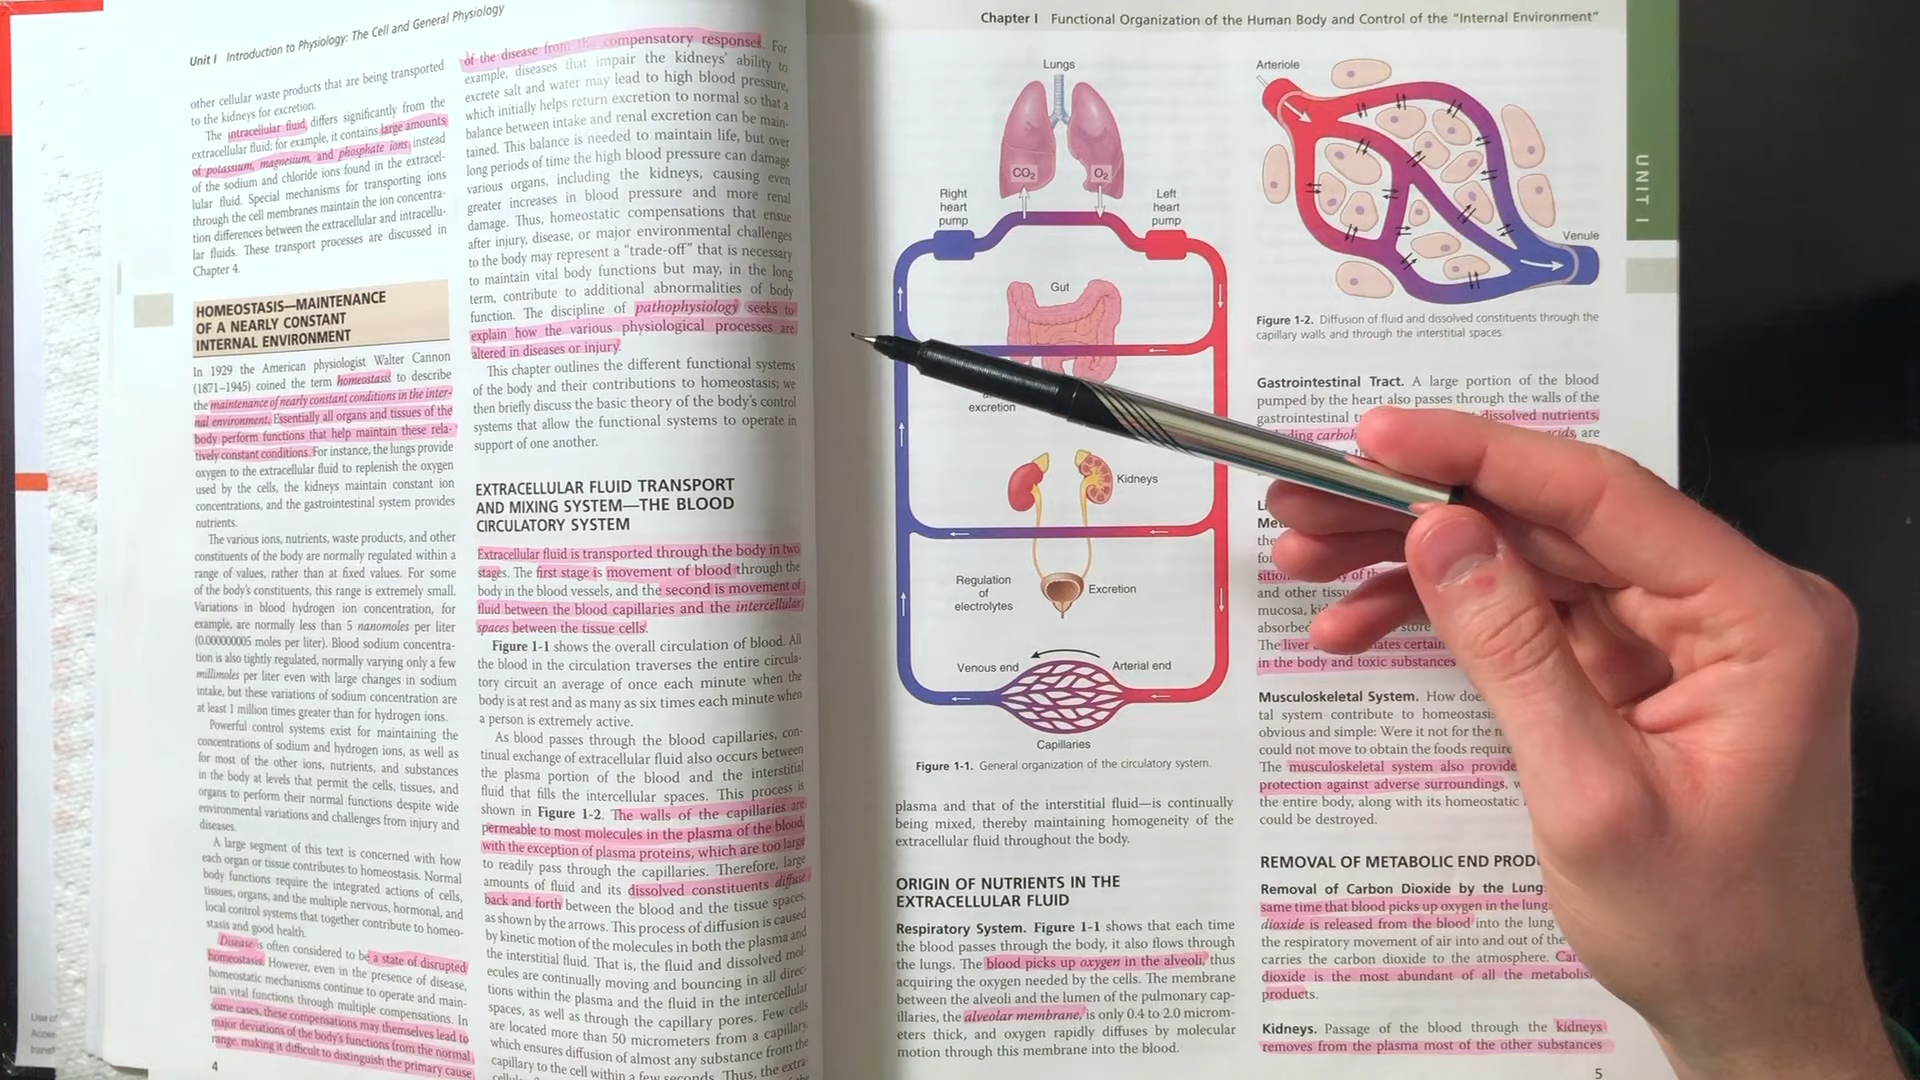 Unit I Introduction to Physiology: The Cell and General Physiology
other cellular waste products that are being transported
to the kidneys for excretion.
The intracellular fluid differs significantly from the
extracellular fluid; for example, it contains large amounts
of potassium, magnesium, and phosphate ions instead
of the sodium and chloride ions found in the extracel-
lular fluid. Special mechanisms for transporting ions
through the cell membranes maintain the ion concentra-
tion differences between the extracellular and intracellu-
lar fluids. These transport processes are discussed in
Chapter 4.
HOMEOSTASIS—MAINTENANCE
OF A NEARLY CONSTANT
INTERNAL ENVIRONMENT
In 1929 the American physiologist Walter Cannon
(1871–1945) coined the term homeostasis to describe
the maintenance of nearly constant conditions in the inter-
nal environment. Essentially all organs and tissues of the
body perform functions that help maintain these rela-
tively constant conditions. For instance, the lungs provide
oxygen to the extracellular fluid to replenish the oxygen
used by the cells, the kidneys maintain constant ion
concentrations, and the gastrointestinal system provides
nutrients.
The various ions, nutrients, waste products, and other
constituents of the body are normally regulated within a
range of values, rather than at fixed values. For some
of the body's constituents, this range is extremely small.
Variations in blood hydrogen ion concentration, for
example, are normally less than 5 nanomoles per liter
(0.000000005 moles per liter). Blood sodium concentra-
tion is also tightly regulated, normally varying only a few
millimoles per liter even with large changes in sodium
intake, but these variations of sodium concentration are
at least 1 million times greater than for hydrogen ions.
Powerful control systems exist for maintaining the
concentrations of sodium and hydrogen ions, as well as
for most of the other ions, nutrients, and substances
in the body at levels that permit the cells, tissues, and
organs to perform their normal functions despite wide
environmental variations and challenges from injury and
diseases.
A large segment of this text is concerned with how
each organ or tissue contributes to homeostasis. Normal
body functions require the integrated actions of cells,
tissues, organs, and the multiple nervous, hormonal, and
local control systems that together contribute to homeo-
stasis and good health.
Disease is often considered to be a state of disrupted
homeostasis. However, even in the presence of disease,
homeostatic mechanisms continue to operate and main-
tain vital functions through multiple compensations. In
some cases, these compensations may themselves lead to
major deviations of the body's functions from the normal
range, making it difficult to distinguish the primary cause
4
of the disease from the compensatory responses. For
example, diseases that impair the kidneys' ability to
excrete salt and water may lead to high blood pressure,
which initially helps return excretion to normal so that a
balance between intake and renal excretion can be main-
tained. This balance is needed to maintain life, but over
long periods of time the high blood pressure can damage
various organs, including the kidneys, causing even
greater increases in blood pressure and more renal
damage. Thus, homeostatic compensations that ensue
after injury, disease, or major environmental challenges
to the body may represent a “trade-off” that is necessary
to maintain vital body functions but may, in the long
term, contribute to additional abnormalities of body
function. The discipline of pathophysiology seeks to
explain how the various physiological processes are
altered in diseases or injury.
This chapter outlines the different functional systems
of the body and their contributions to homeostasis; we
then briefly discuss the basic theory of the body's control
systems that allow the functional systems to operate in
support of one another.
EXTRACELLULAR FLUID TRANSPORT
AND MIXING SYSTEM—THE BLOOD
CIRCULATORY SYSTEM
Extracellular fluid is transported through the body in two
stages. The first stage is movement of blood through the
body in the blood vessels, and the second is movement of
fluid between the blood capillaries and the intercellular
spaces between the tissue cells.
Figure 1-1 shows the overall circulation of blood. All
the blood in the circulation traverses the entire circula-
tory circuit an average of once each minute when the
body is at rest and as many as six times each minute when
a person is extremely active.
As blood passes through the blood capillaries, con-
tinual exchange of extracellular fluid also occurs between
the plasma portion of the blood and the interstitial
fluid that fills the intercellular spaces. This process is
shown in Figure 1-2. The walls of the capillaries are
permeable to most molecules in the plasma of the blood,
with the exception of plasma proteins, which are too large
to readily pass through the capillaries. Therefore, large
amounts of fluid and its dissolved constituents diffuse
back and forth between the blood and the tissue spaces,
as shown by the arrows. This process of diffusion is caused
by kinetic motion of the molecules in both the plasma and
the interstitial fluid. That is, the fluid and dissolved mol-
ecules are continually moving and bouncing in all direc-
tions within the plasma and the fluid in the intercellular
spaces, as well as through the capillary pores. Few cells
are located more than 50 micrometers from a capillary,
which ensures diffusion of almost any substance from the
capillary to the cell within a few seconds. Thus, the extra-
Chapter I Functional Organization of the Human Body and Control of the “Internal Environment”
UNIT I
Lungs
CO2
O2
Right
heart
pump
Left
heart
pump
Gut
excretion
Kidneys
Regulation
of
electrolytes
Excretion
Venous end
Arterial end
Capillaries
Figure 1-1. General organization of the circulatory system.
plasma and that of the interstitial fluid—is continually
being mixed, thereby maintaining homogeneity of the
extracellular fluid throughout the body.
ORIGIN OF NUTRIENTS IN THE
EXTRACELLULAR FLUID
Respiratory System. Figure 1-1 shows that each time
the blood passes through the body, it also flows through
the lungs. The blood picks up oxygen in the alveoli, thus
acquiring the oxygen needed by the cells. The membrane
between the alveoli and the lumen of the pulmonary cap-
illaries, the alveolar membrane, is only 0.4 to 2.0 microm-
eters thick, and oxygen rapidly diffuses by molecular
motion through this membrane into the blood.
Arteriole
Venule
Figure 1-2. Diffusion of fluid and dissolved constituents through the
capillary walls and through the interstitial spaces.
Gastrointestinal Tract. A large portion of the blood
pumped by the heart also passes through the walls of the
gastrointestinal dissolved nutrients,
are
the
and other
mucosa,
absorbed store
The liver certain
in the body and toxic substances
Musculoskeletal System. How
tal system contribute to homeostasis
obvious and simple: Were it not for the
could not move to obtain the foods
The musculoskeletal system also
protection against adverse surroundings,
the entire body, along with its homeostatic
could be destroyed.
REMOVAL OF METABOLIC END
Removal of Carbon Dioxide by the
same time that blood picks up oxygen in the
dioxide is released from the blood into the
the respiratory movement of air into and out of the
carries the carbon dioxide to the atmosphere.
dioxide is the most abundant of all the
products.
Kidneys. Passage of the blood through the kidneys
removes from the plasma most of the other substances
5